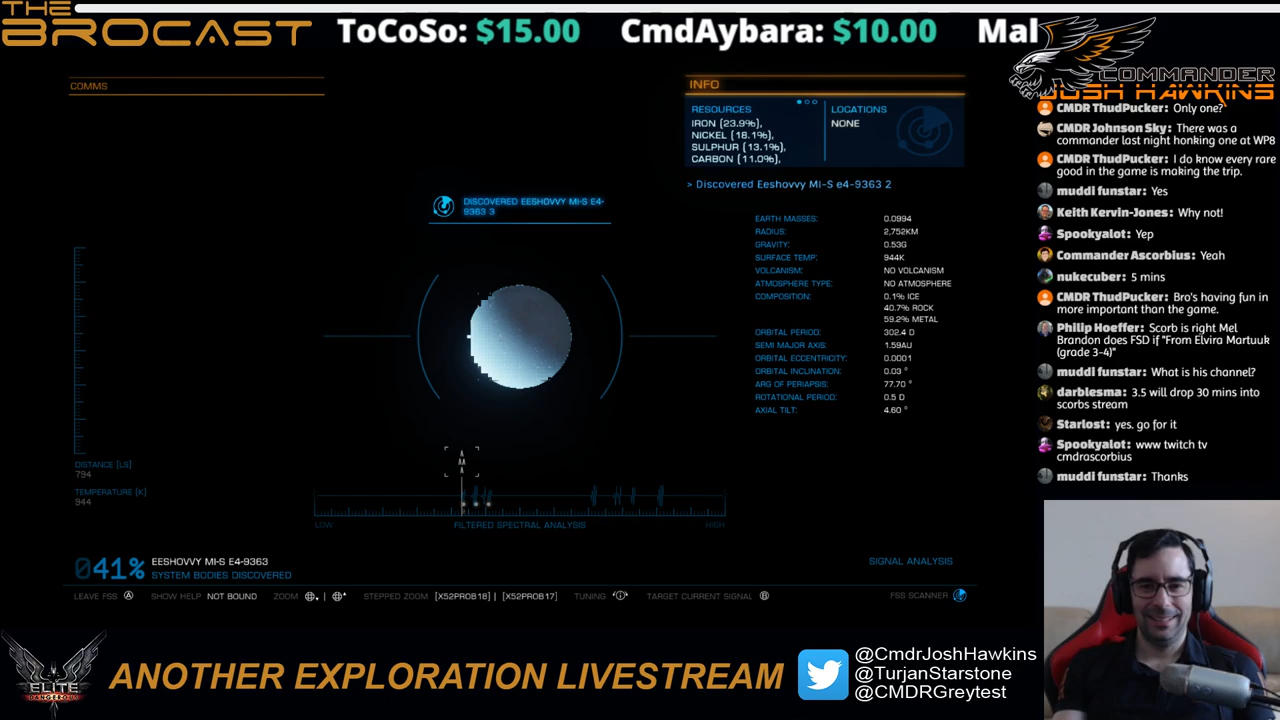 THE
BROCAST
ToCoSo: $15.00 CmdAybara: $10.00 Mal
COMMANDER
JOSH HAWKINS
COMMS
INFO
RESOURCES
IRON (23.9%),
NICKEL (18.1%),
SULPHUR (13.1%),
CARBON (11.0%),
LOCATIONS
NONE
> Discovered Eeshovvy MI-S e4-9363 2
DISCOVERED EESHOVVY MI-S E4-
9363 3
EARTH MASSES: 0.0994
RADIUS: 2,752KM
GRAVITY: 0.53G
SURFACE TEMP: 944K
VOLCANISM: NO VOLCANISM
ATMOSPHERE TYPE: NO ATMOSPHERE
COMPOSITION: 0.1% ICE
40.7% ROCK
59.2% METAL
ORBITAL PERIOD: 302.4 D
SEMI MAJOR AXIS: 1.59AU
ORBITAL ECCENTRICITY: 0.0001
ORBITAL INCLINATION: 0.03 °
ARG OF PERIAPSIS: 77.70 °
ROTATIONAL PERIOD: 0.5 D
AXIAL TILT: 4.60 °
DISTANCE [LS]
794
TEMPERATURE [K]
944
LOW
FILTERED SPECTRAL ANALYSIS
HIGH
041% EESHOVVY MI-S E4-9363
SYSTEM BODIES DISCOVERED
SIGNAL ANALYSIS
LEAVE FSS A SHOW HELP NOT BOUND ZOOM | STEPPED ZOOM [X52PROB18] | [X52PROB17] TUNING TARGET CURRENT SIGNAL B FSS SCANNER
CMDR ThudPucker: Only one?
CMDR Johnson Sky: There was a
commander last night honking one at WP8
CMDR ThudPucker: I do know every rare
good in the game is making the trip.
muddi funstar: Yes
Keith Kervin-Jones: Why not!
Spookyalot: Yep
Commander Ascorbius: Yeah
nukecuber: 5 mins
CMDR ThudPucker: Bro's having fun in
more important than the game.
Philip Hoeffer: Scorb is right Mel
Brandon does FSD if "From Elvira Martuuk
(grade 3-4)"
muddi funstar: What is his channel?
darblesma: 3.5 will drop 30 mins into
scorbs stream
Starlost: yes. go for it
Spookyalot: www twitch tv
cmdrascorbius
muddi funstar: Thanks
ELITE
DANGEROUS
ANOTHER EXPLORATION LIVESTREAM
@CmdrJoshHawkins
@TurjanStarstone
@CMDRGreytest